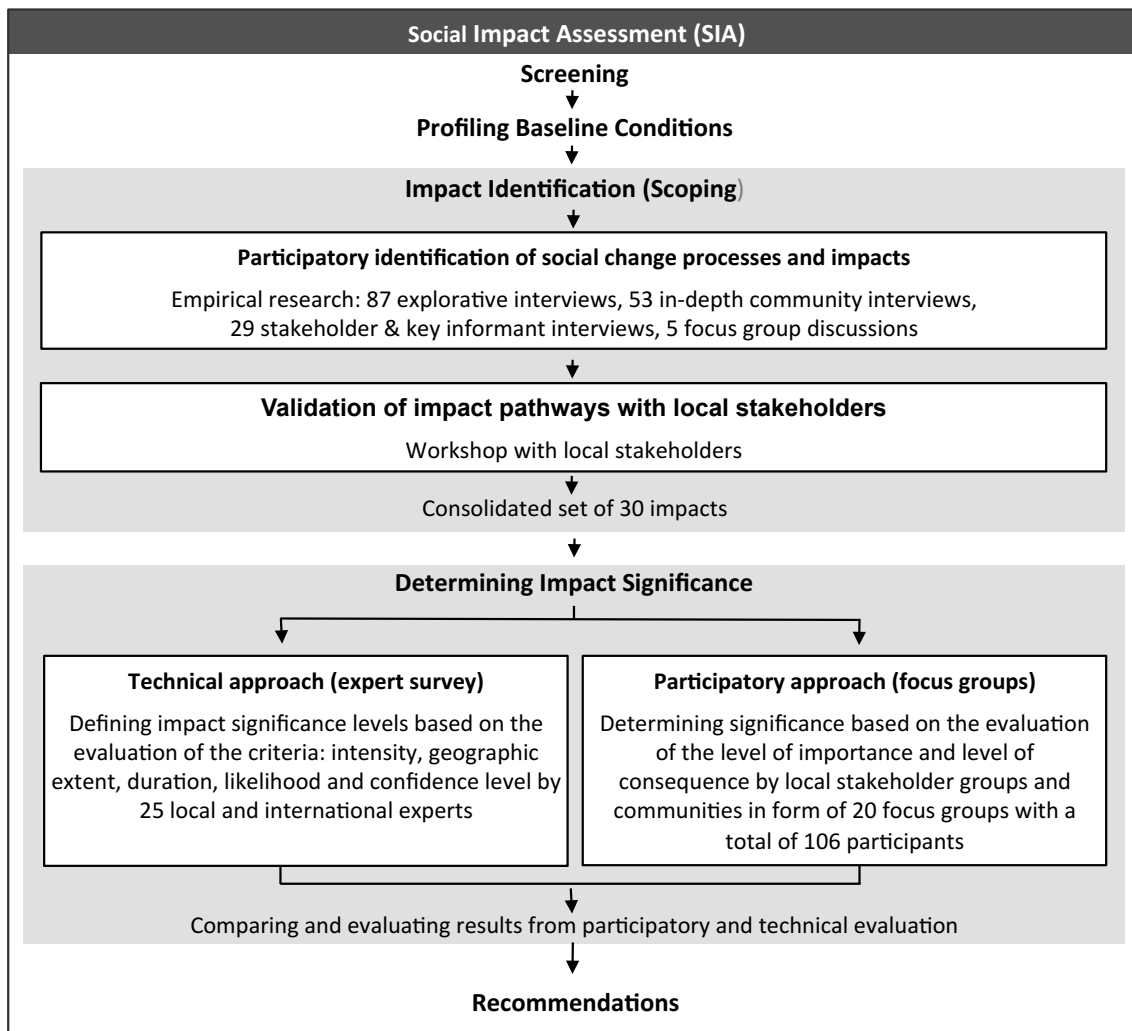 Social Impact Assessment (SIA)
Screening
Profiling Baseline Conditions
Impact Identification (Scoping)
Participatory identification of social change processes and impacts
Empirical research: 87 explorative interviews, 53 in-depth community interviews,
29 stakeholder & key informant interviews, 5 focus group discussions
Validation of impact pathways with local stakeholders
Workshop with local stakeholders
Consolidated set of 30 impacts
Determining Impact Significance
Technical approach (expert survey)
Defining impact significance levels based on the
evaluation of the criteria: intensity, geographic
extent, duration, likelihood and confidence level by
25 local and international experts
Participatory approach (focus groups)
Determining significance based on the evaluation
of the level of importance and level of
consequence by local stakeholder groups and
communities in form of 20 focus groups with a
total of 106 participants
Comparing and evaluating results from participatory and technical evaluation
Recommendations